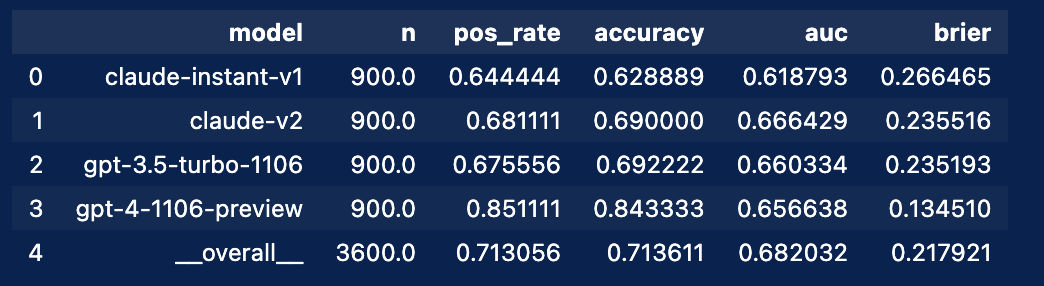 model n pos_rate accuracy auc brier
0 claude-instant-v1 900.0 0.644444 0.628889 0.618793 0.266465
1 claude-v2 900.0 0.681111 0.690000 0.666429 0.235516
2 gpt-3.5-turbo-1106 900.0 0.675556 0.692222 0.660334 0.235193
3 gpt-4-1106-preview 900.0 0.851111 0.843333 0.656638 0.134510
4 __overall__ 3600.0 0.713056 0.713611 0.682032 0.217921